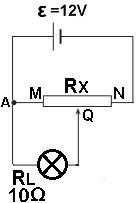 ε=12V
M RX N
A
Q
RL
10Ω